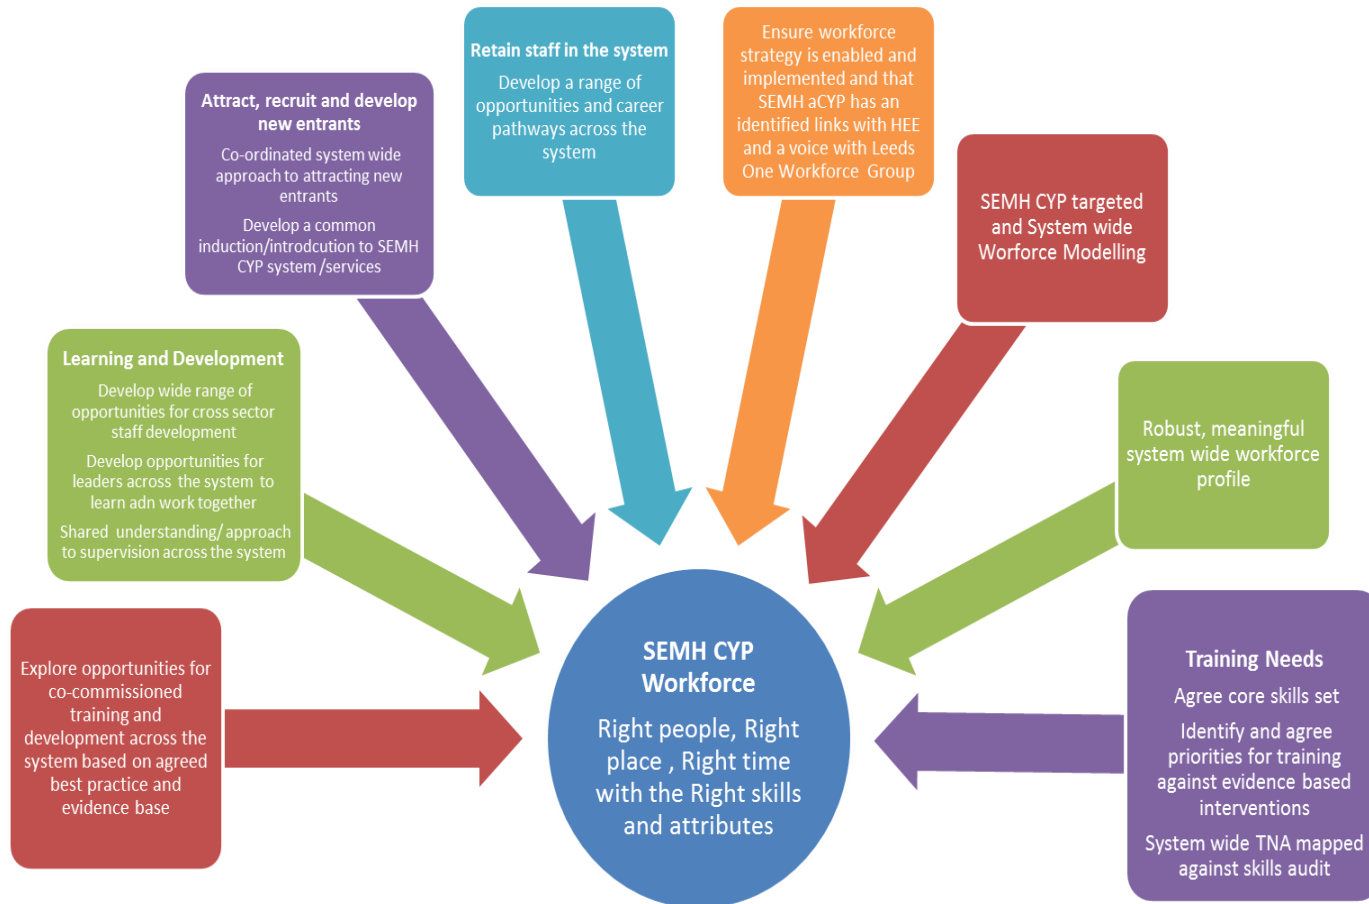 Explore opportunities for
co-commissioned
training and
development across the
system based on agreed
best practice and
evidence base
Learning and Development
Develop wide range of
opportunities for cross sector
staff development
Develop opportunities for
leaders across the system to
learn adn work together
Shared understanding/ approach
to supervision across the system
Attract, recruit and develop
new entrants
Co-ordinated system wide
approach to attracting new
entrants
Develop a common
induction/introdcution to SEMH
CYP system /services
Retain staff in the system
Develop a range of
opportunities and career
pathways across the
system
Ensure workforce
strategy is enabled and
implemented and that
SEMH aCYP has an
identified links with HEE
and a voice with Leeds
One Workforce Group
SEMH CYP targeted
and System wide
Worforce Modelling
Robust, meaningful
system wide workforce
profile
Training Needs
Agree core skills set
Identify and agree
priorities for training
against evidence based
interventions
System wide TNA mapped
against skills audit
SEMH CYP
Workforce
Right people, Right
place , Right time
with the Right skills
and attributes